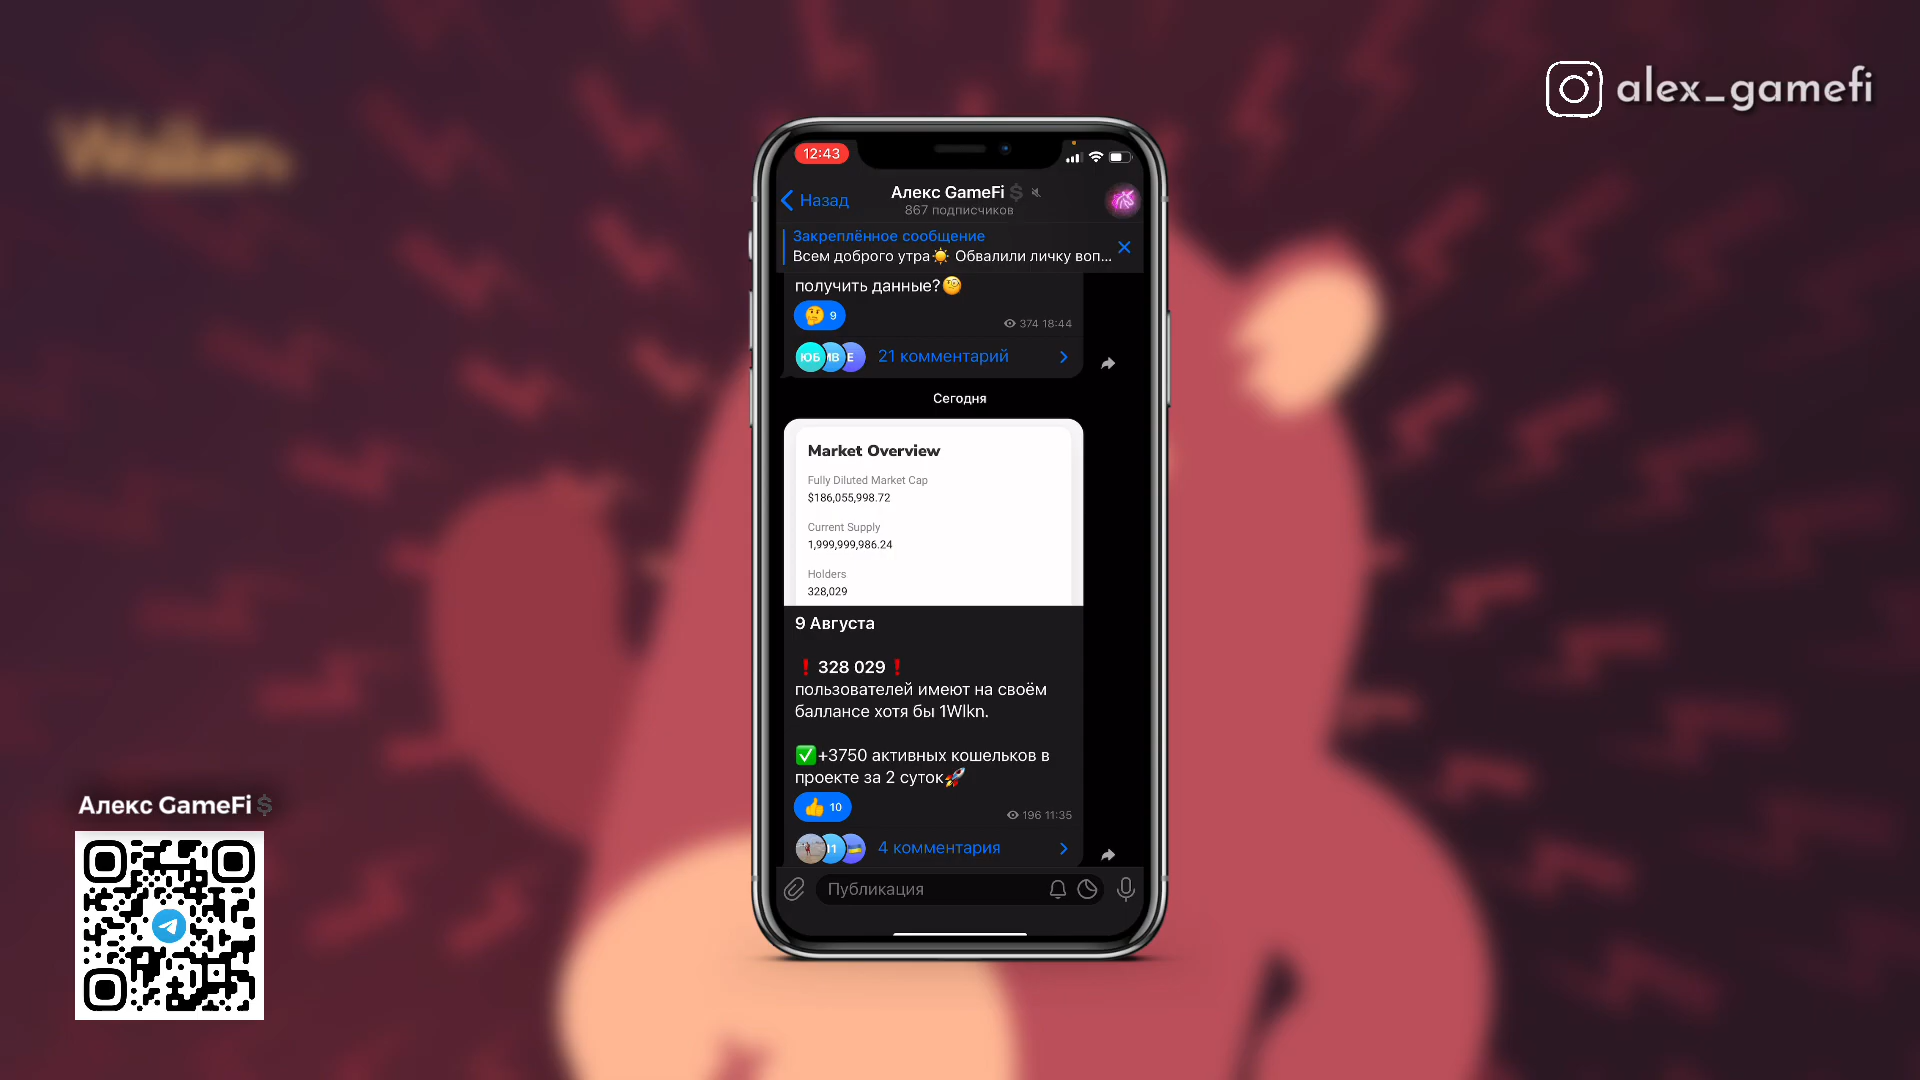 alex_gamefi
12:43
Назад
Алекс GameFi
867 подписчиков
Закреплённое сообщение
Всем доброго утра☀️ Обвалили личку воп...
получить данные?🧐
🤔 9
374 18:44
ЮБ МВ Е
21 комментарий
Сегодня
Market Overview
Fully Diluted Market Cap
$186,055,998.72
Current Supply
1,999,999,986.24
Holders
328,029
9 Августа
❗328 029❗
пользователей имеют на своём
баллансе хотя бы 1Wlkn.
✅+3750 активных кошельков в
проекте за 2 суток🚀
👍 10
196 11:35
4 комментария
Публикация
Алекс GameFi